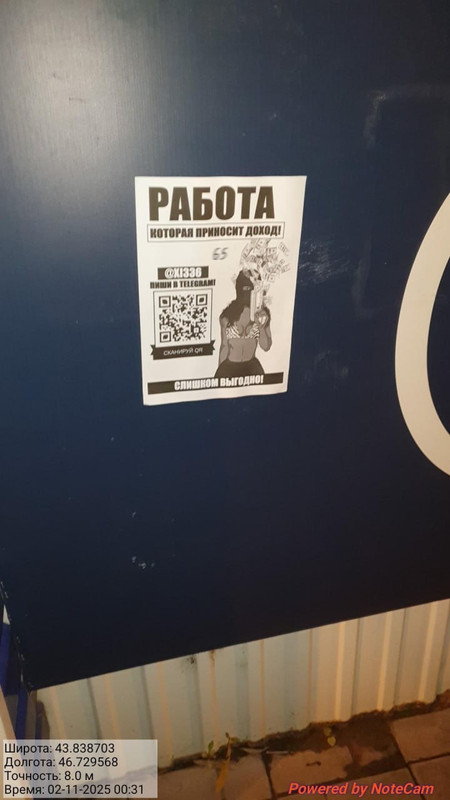 РАБОТА
КОТОРАЯ ПРИНОСИТ ДОХОД!
65
@XI336
ПИШИ В TELEGRAM!
СКАНИРУЙ QR
СЛИШКОМ ВЫГОДНО!
Широта: 43.838703
Долгота: 46.729568
Точность: 8.0 м
Время: 02-11-2025 00:31
Powered by NoteCam